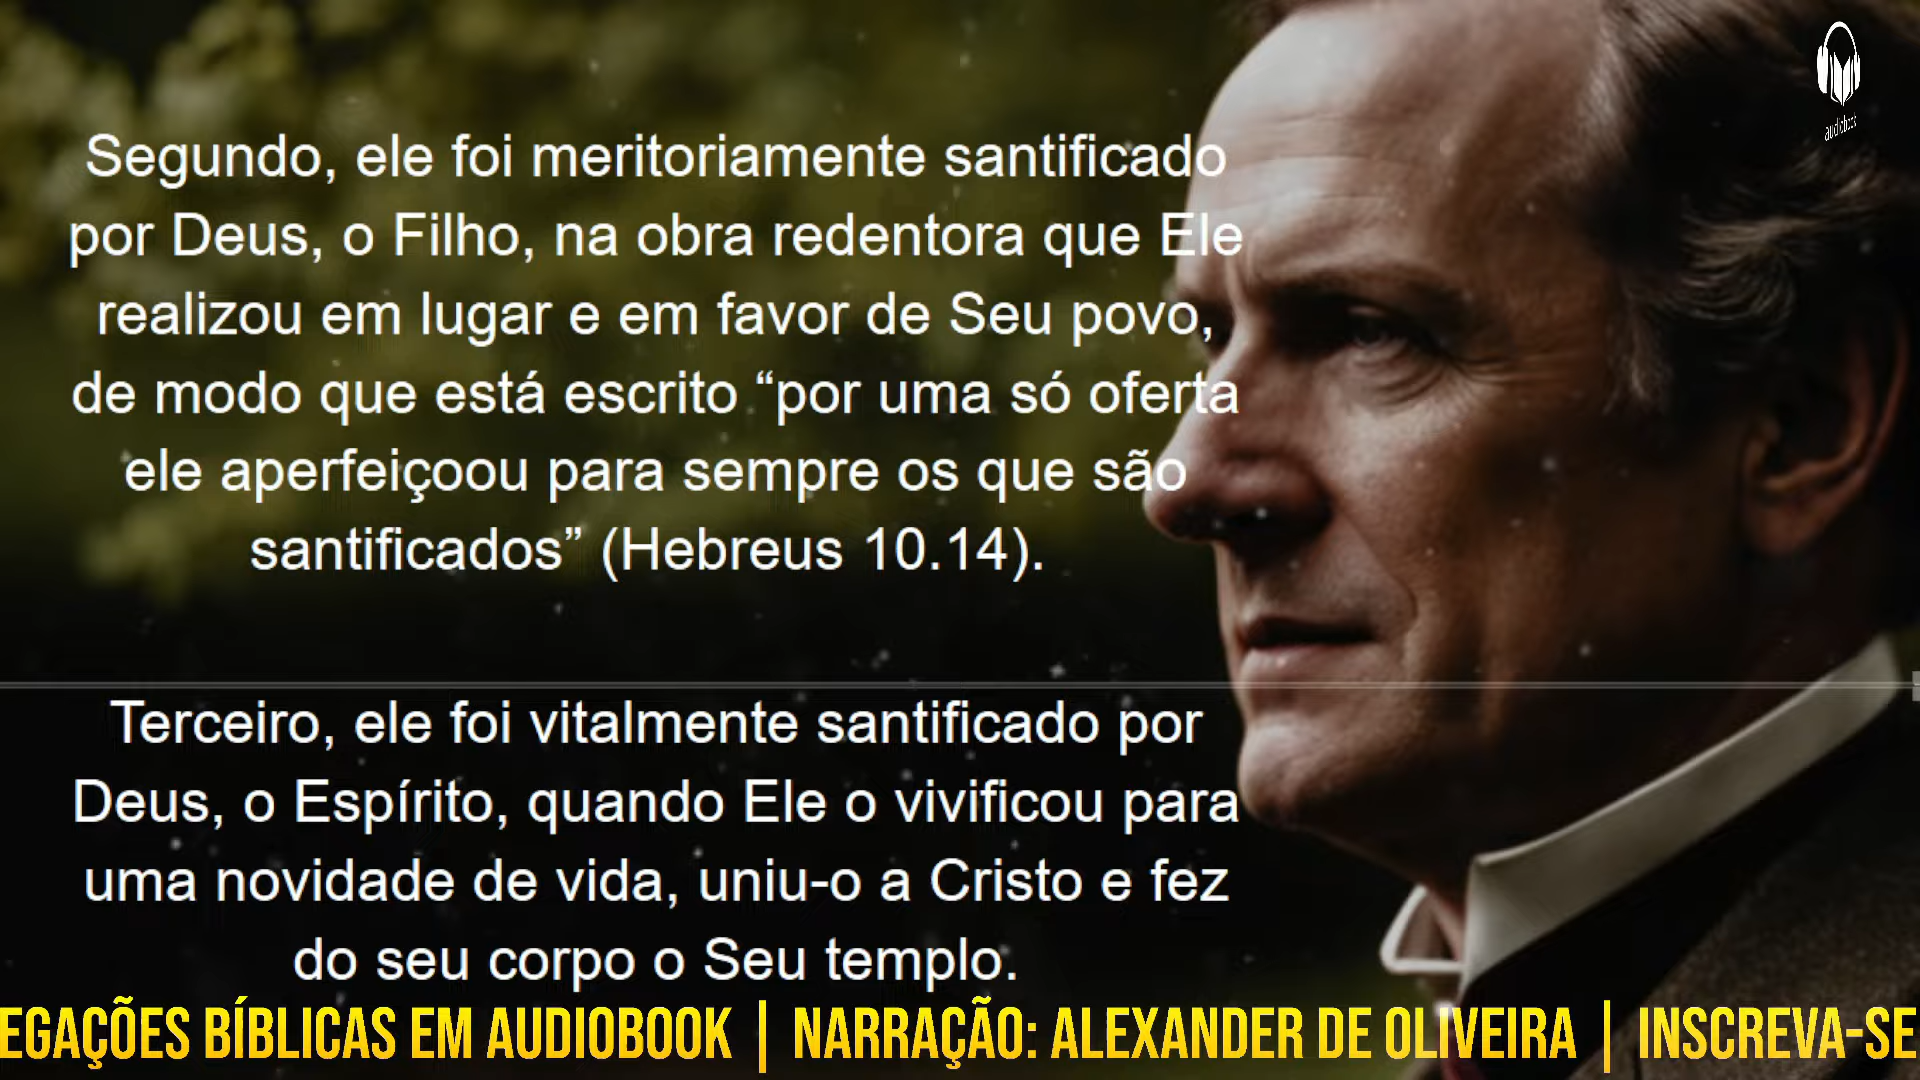 audiobook
Segundo, ele foi meritoriamente santificado
por Deus, o Filho, na obra redentora que Ele
realizou em lugar e em favor de Seu povo,
de modo que está escrito “por uma só oferta
ele aperfeiçoou para sempre os que são
santificados” (Hebreus 10.14).
Terceiro, ele foi vitalmente santificado por
Deus, o Espírito, quando Ele o vivificou para
uma novidade de vida, uniu-o a Cristo e fez
do seu corpo o Seu templo.
EGAÇÕES BÍBLICAS EM AUDIOBOOK | NARRAÇÃO: ALEXANDER DE OLIVEIRA | INSCREVA-SE